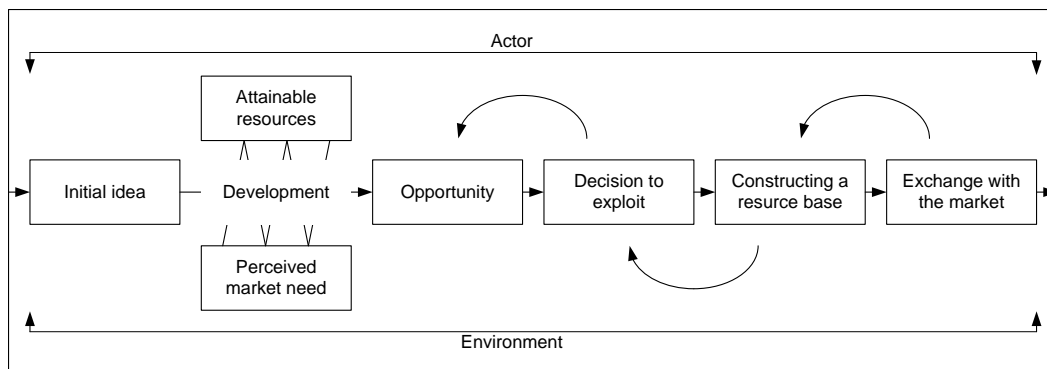 Actor
Attainable
resources
Initial idea
Development
Opportunity
Decision to
exploit
Constructing a
resurce base
Exchange with
the market
Perceived
market need
Environment